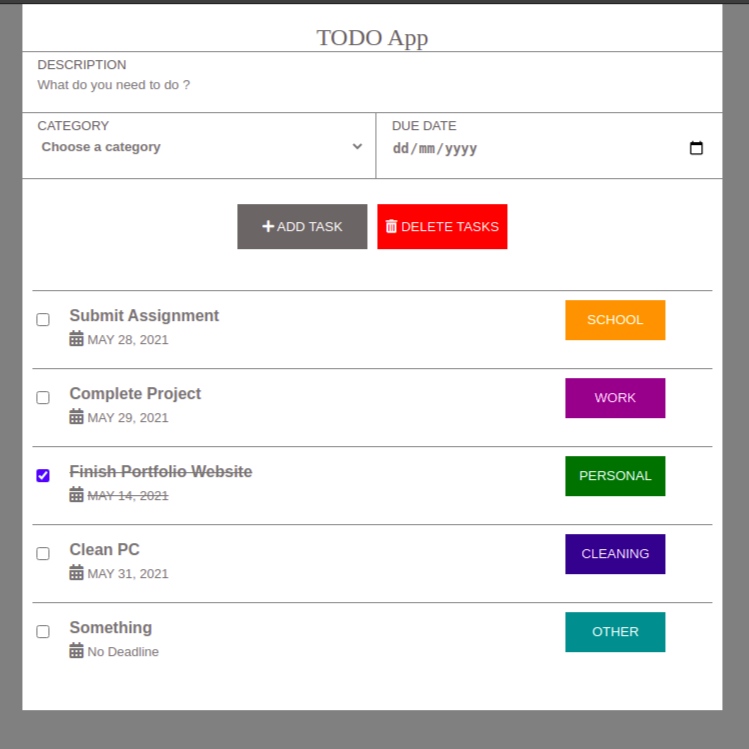 TODO App
DESCRIPTION
What do you need to do ?
CATEGORY
Choose a category
DUE DATE
dd/mm/yyyy
ADD TASK
DELETE TASKS
Submit Assignment
MAY 28, 2021
SCHOOL
Complete Project
MAY 29, 2021
WORK
Finish Portfolio Website
MAY 14, 2021
PERSONAL
Clean PC
MAY 31, 2021
CLEANING
Something
No Deadline
OTHER